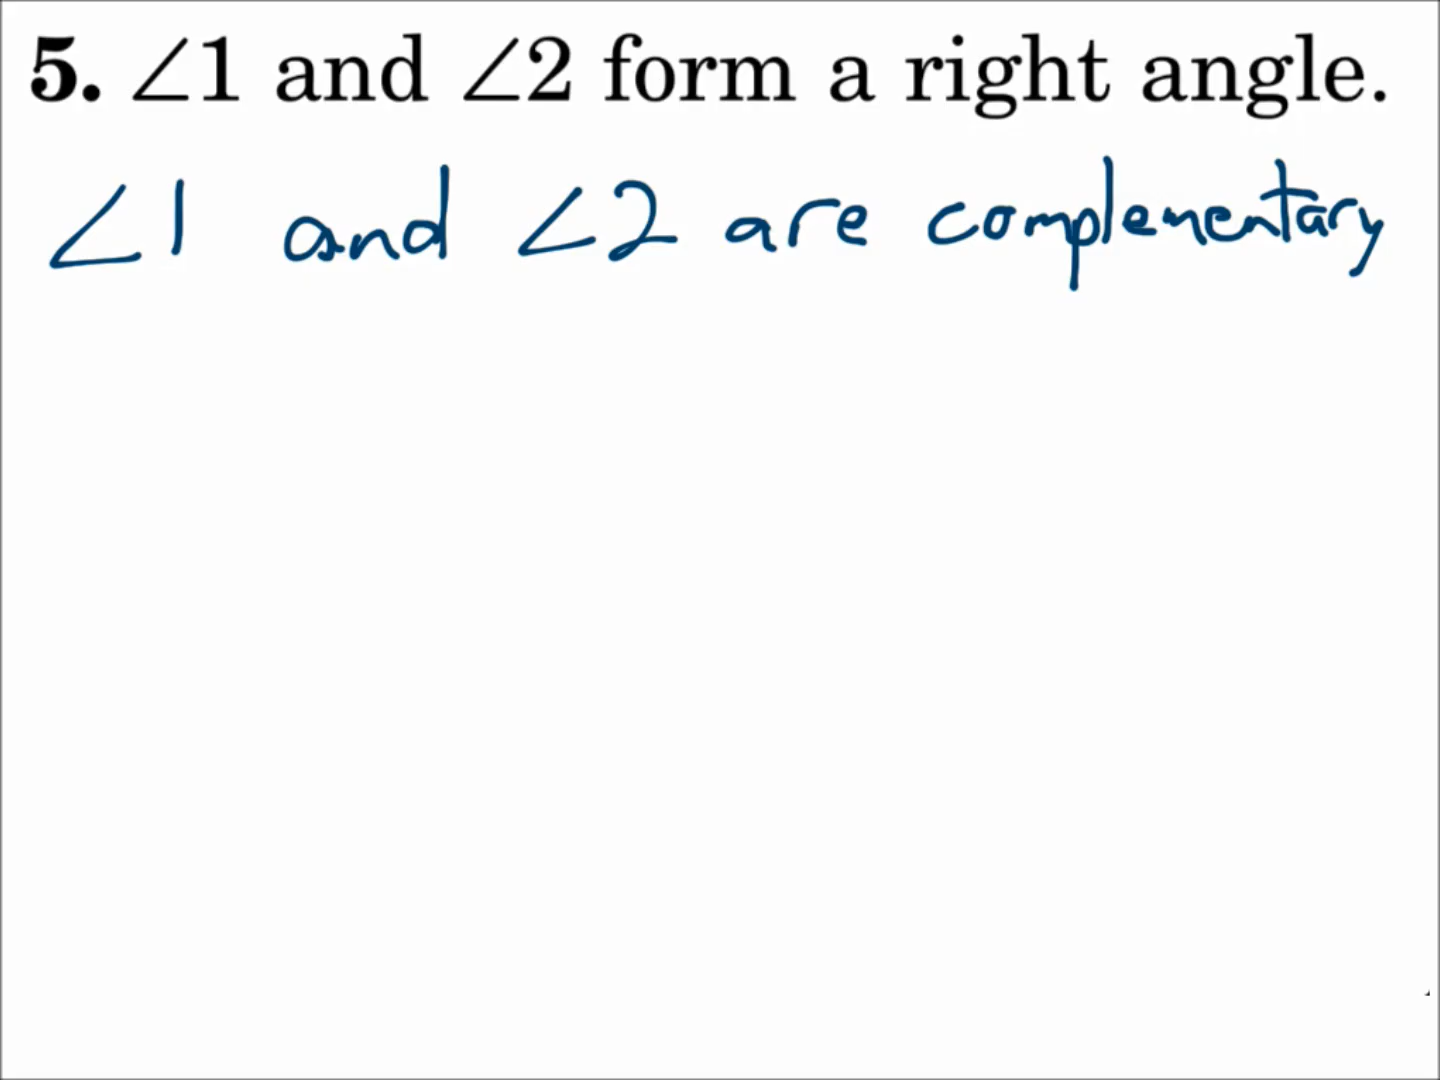 5. ∠1 and ∠2 form a right angle.
∠1 and ∠2 are complementary